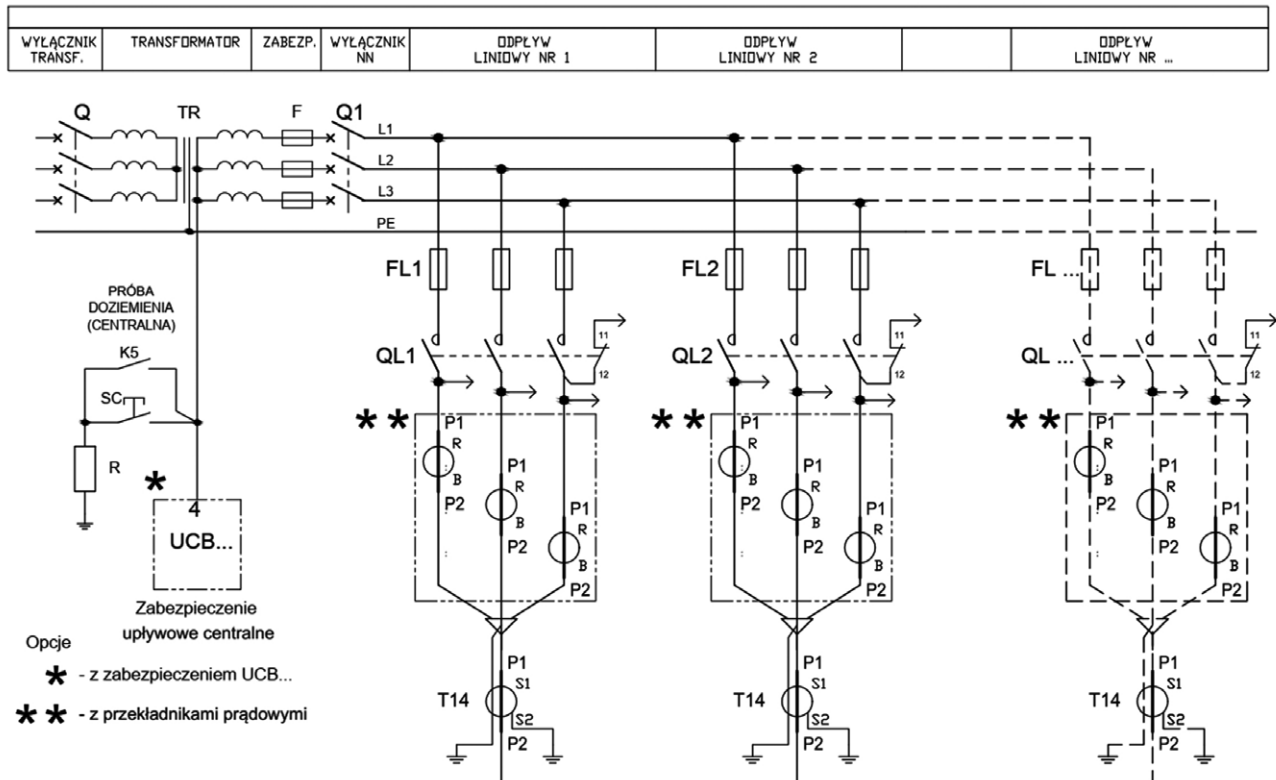 WYŁĄCZNIK TRANSF.
TRANSFORMATOR
ZABEZP.
WYŁĄCZNIK NN
ODPŁYW LINIOWY NR 1
ODPŁYW LINIOWY NR 2
ODPŁYW LINIOWY NR ...
Q TR F Q1
L1
L2
L3
PE
FL1 FL2 FL ...
PRÓBA
DOZIEMIENIA
(CENTRALNA)
K5
SC
R
QL1 11 12
QL2 11 12
QL ... 11 12
* * P1 R B P2
P1 R B P2
P1 R B P2
* * P1 R B P2
P1 R B P2
P1 R B P2
* * P1 R B P2
P1 R B P2
P1 R B P2
*
4
UCB...
Zabezpieczenie
upływowe centralne
Opcje
* - z zabezpieczeniem UCB...
* * - z przekładnikami prądowymi
T14 P1 S1 S2 P2
T14 P1 S1 S2 P2
T14 P1 S1 S2 P2